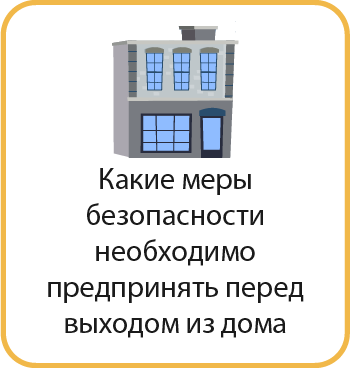 Какие меры
безопасности
необходимо
предпринять перед
выходом из дома